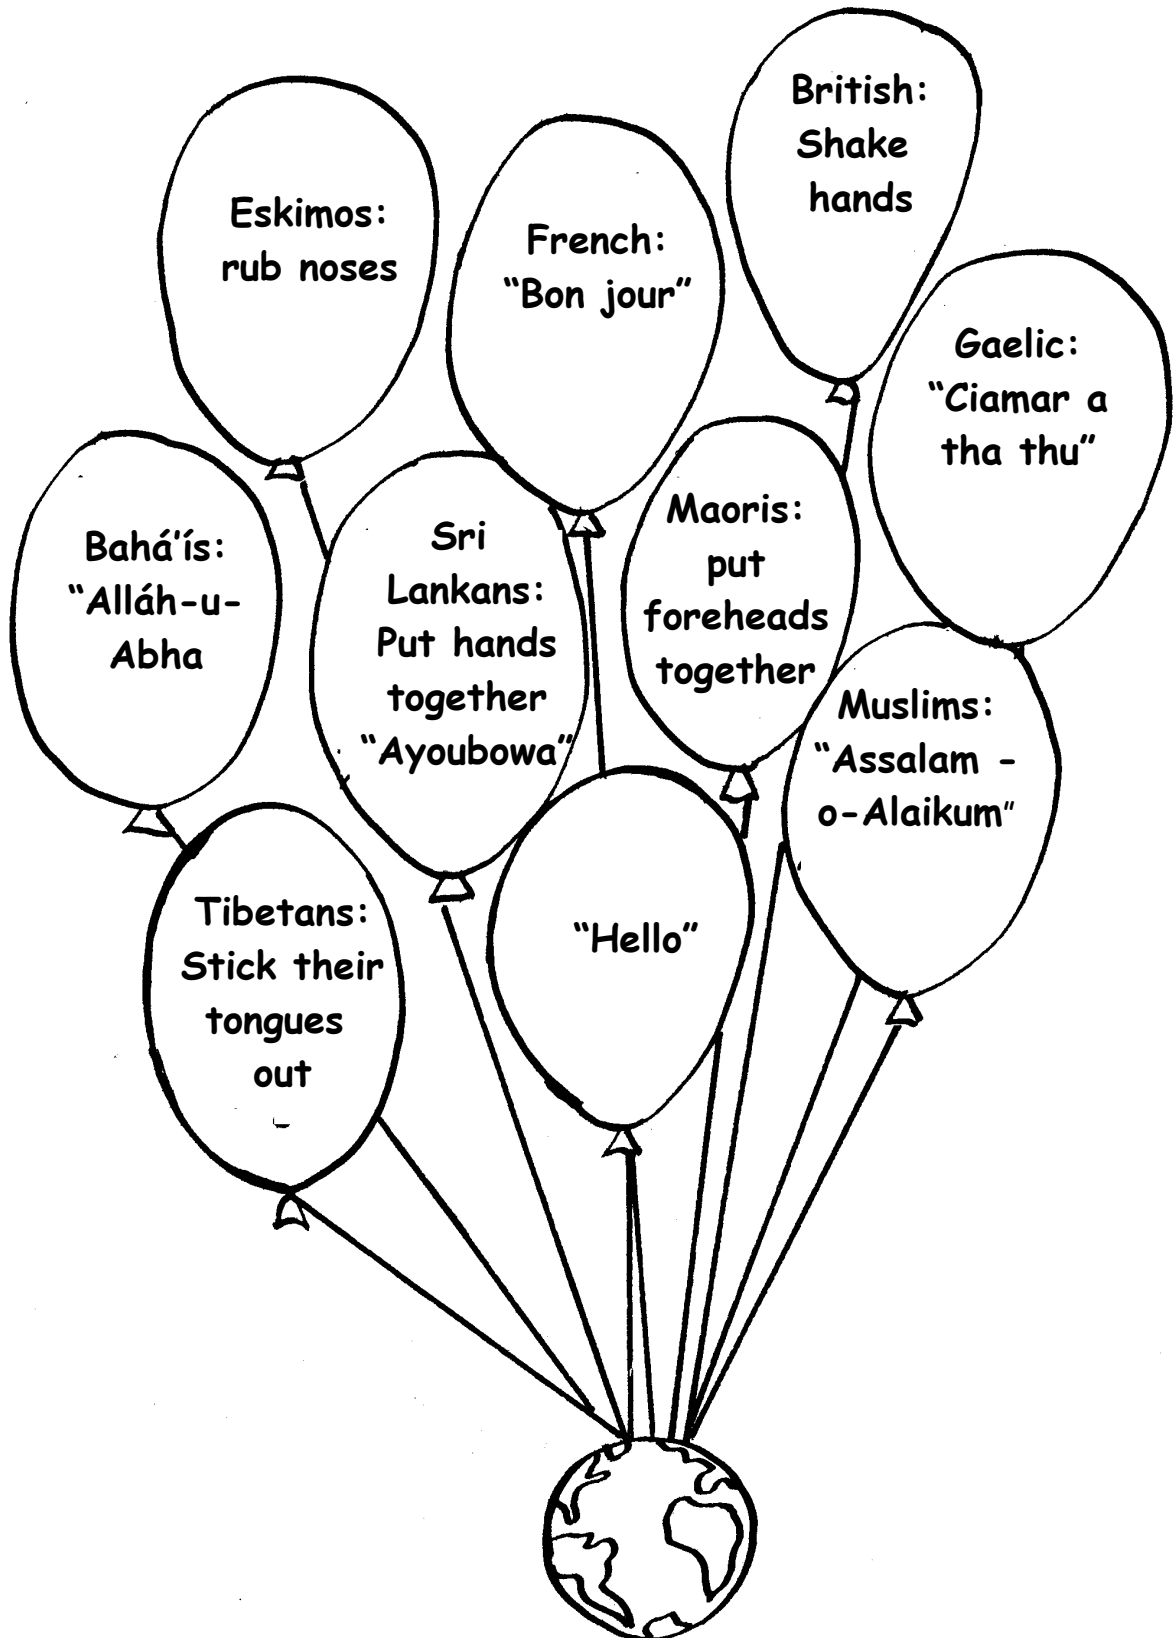 British:
Shake
hands
Eskimos:
rub noses
French:
“Bon jour”
Gaelic:
“Ciamar a
tha thu”
Bahá’ís:
“Alláh-u-
Abha
Sri
Lankans:
Put hands
together
“Ayoubowa”
Maoris:
put
foreheads
together
Muslims:
“Assalam -
o-Alaikum”
Tibetans:
Stick their
tongues
out
“Hello”